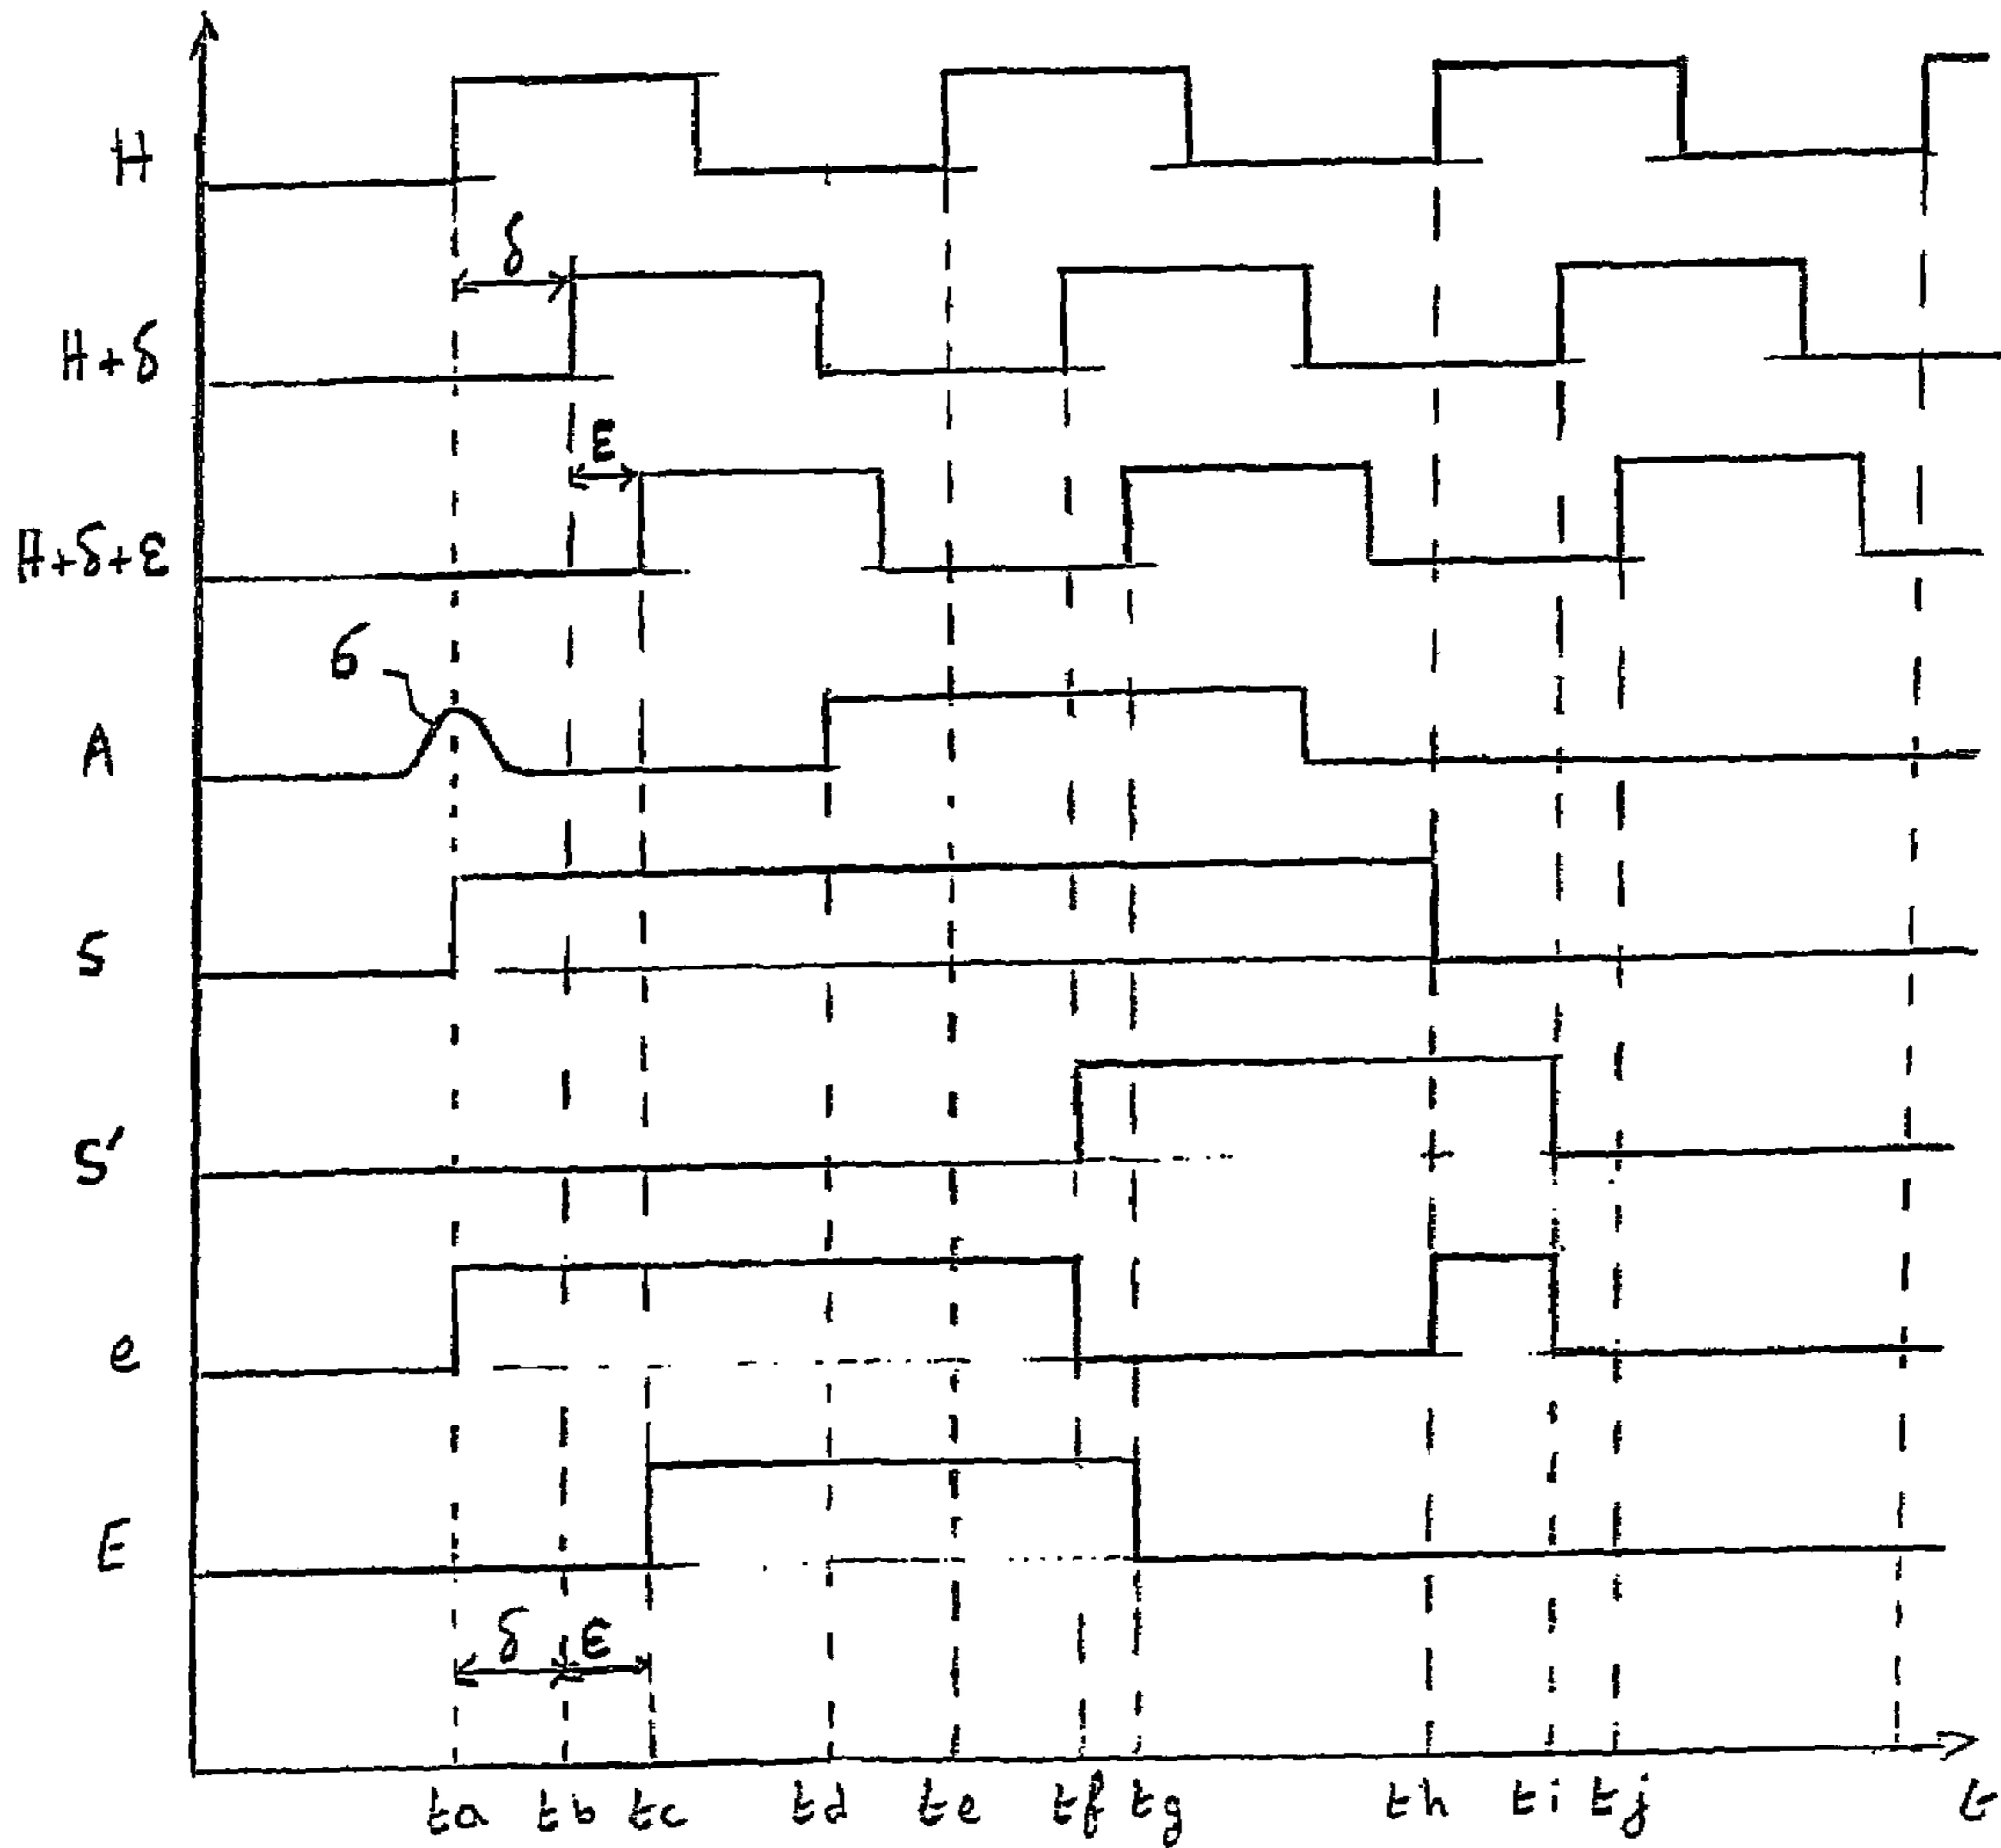 H
δ
H+δ
ε
H+δ+ε
6
A
S
S'
e
E
δ ε
ta tb tc td te tf tg th ti tj t